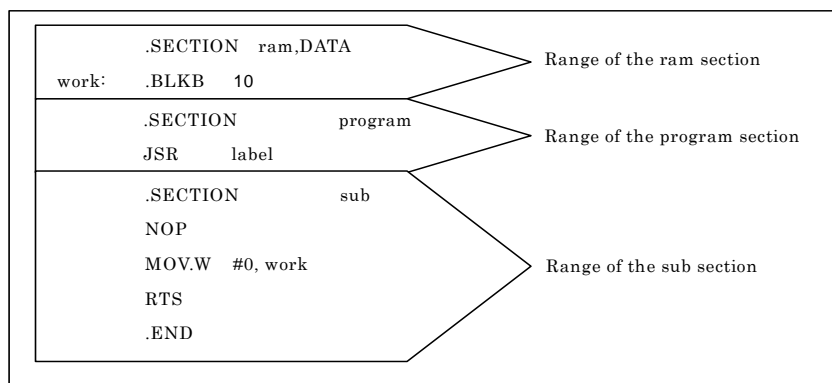 .SECTION ram,DATA
work: .BLKB 10
Range of the ram section
.SECTION program
JSR label
Range of the program section
.SECTION sub
NOP
MOV.W #0, work
RTS
.END
Range of the sub section